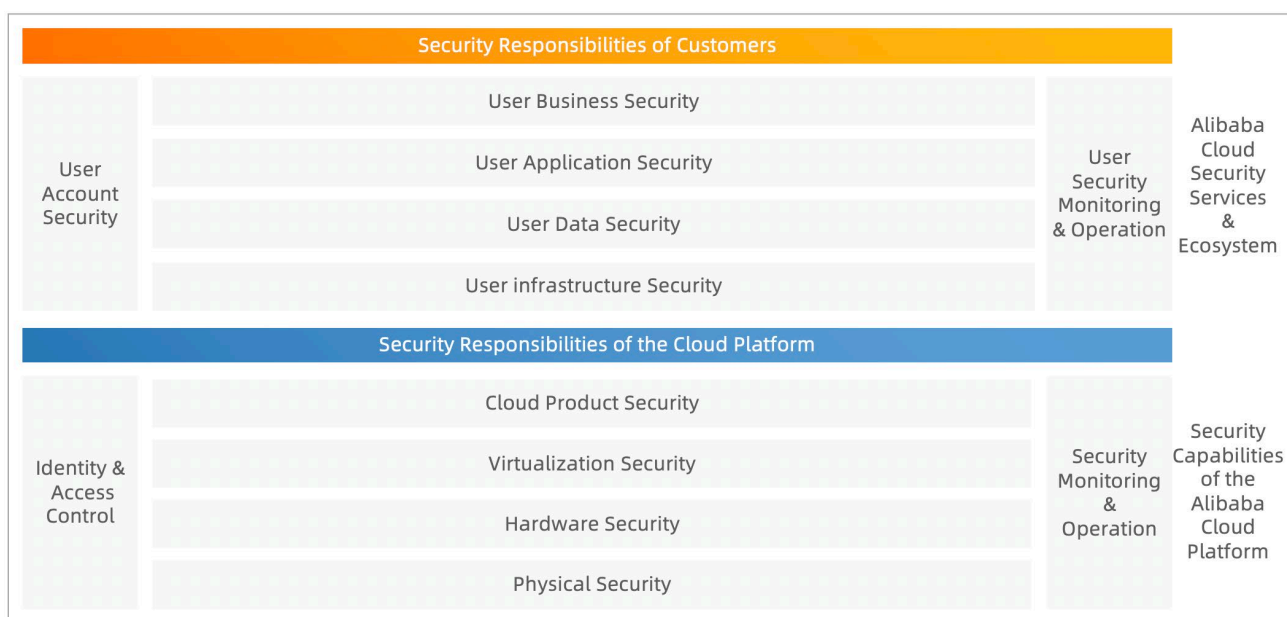 Security Responsibilities of Customers
User
Account
Security
User Business Security
User Application Security
User Data Security
User infrastructure Security
User
Security
Monitoring
& Operation
Alibaba
Cloud
Security
Services
&
Ecosystem
Security Responsibilities of the Cloud Platform
Identity &
Access
Control
Cloud Product Security
Virtualization Security
Hardware Security
Physical Security
Security
Monitoring
&
Operation
Security
Capabilities
of the
Alibaba
Cloud
Platform